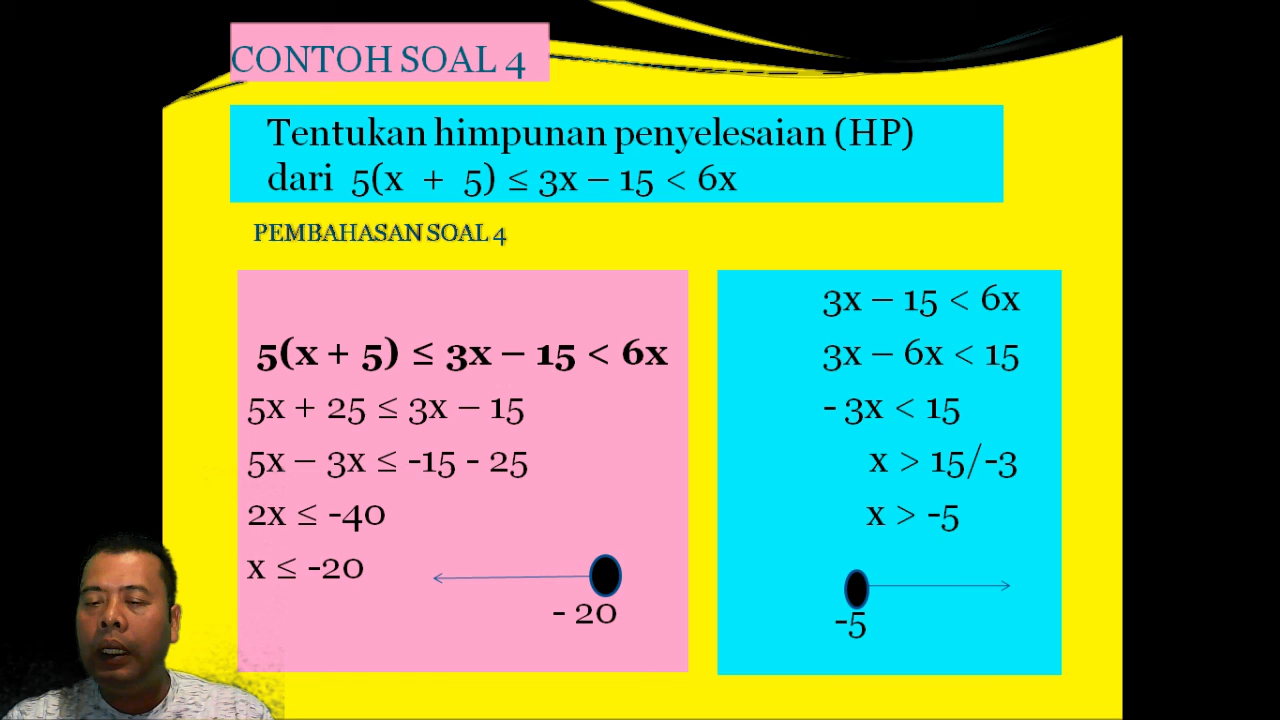 CONTOH SOAL 4
Tentukan himpunan penyelesaian (HP)
dari 5(x + 5) ≤ 3x – 15 < 6x
PEMBAHASAN SOAL 4
5(x + 5) ≤ 3x – 15 < 6x
5x + 25 ≤ 3x – 15
5x – 3x ≤ -15 - 25
2x ≤ -40
x ≤ -20
- 20
3x – 15 < 6x
3x – 6x < 15
- 3x < 15
x > 15/-3
x > -5
-5